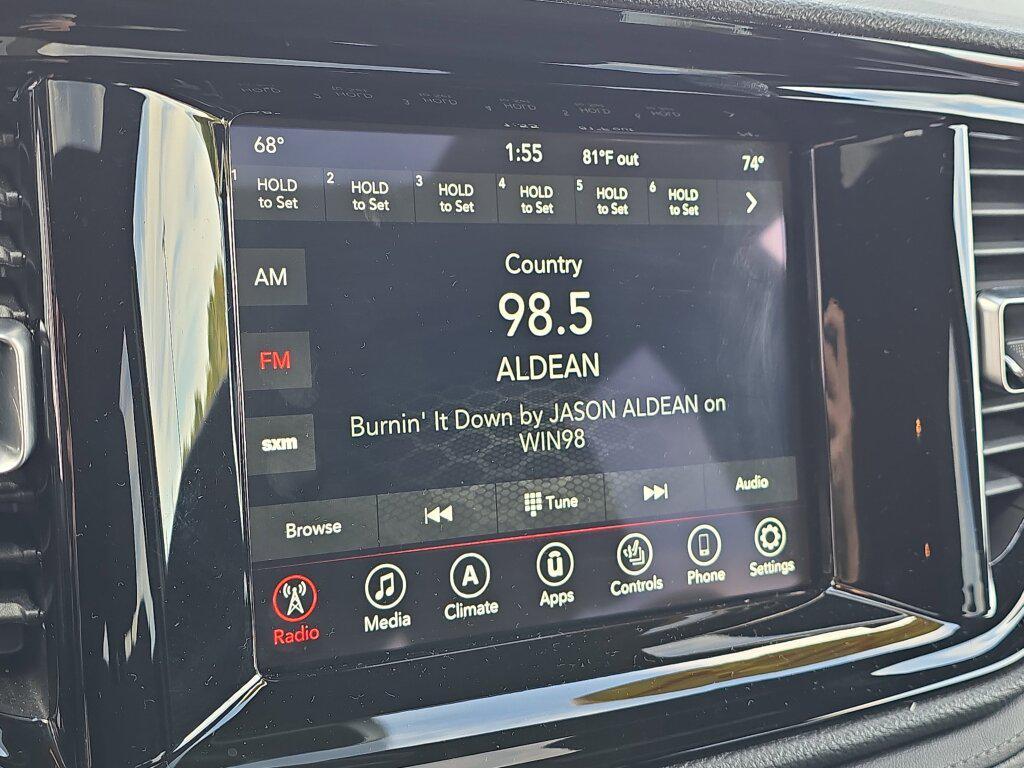 68° 1:55 81°F out 74°
1 HOLD to Set 2 HOLD to Set 3 HOLD to Set 4 HOLD to Set 5 HOLD to Set 6 HOLD to Set
AM
Country
98.5
FM
ALDEAN
Burnin' It Down by JASON ALDEAN on
WIN98
sxm
Browse Tune Audio
Radio Media Climate Apps Controls Phone Settings